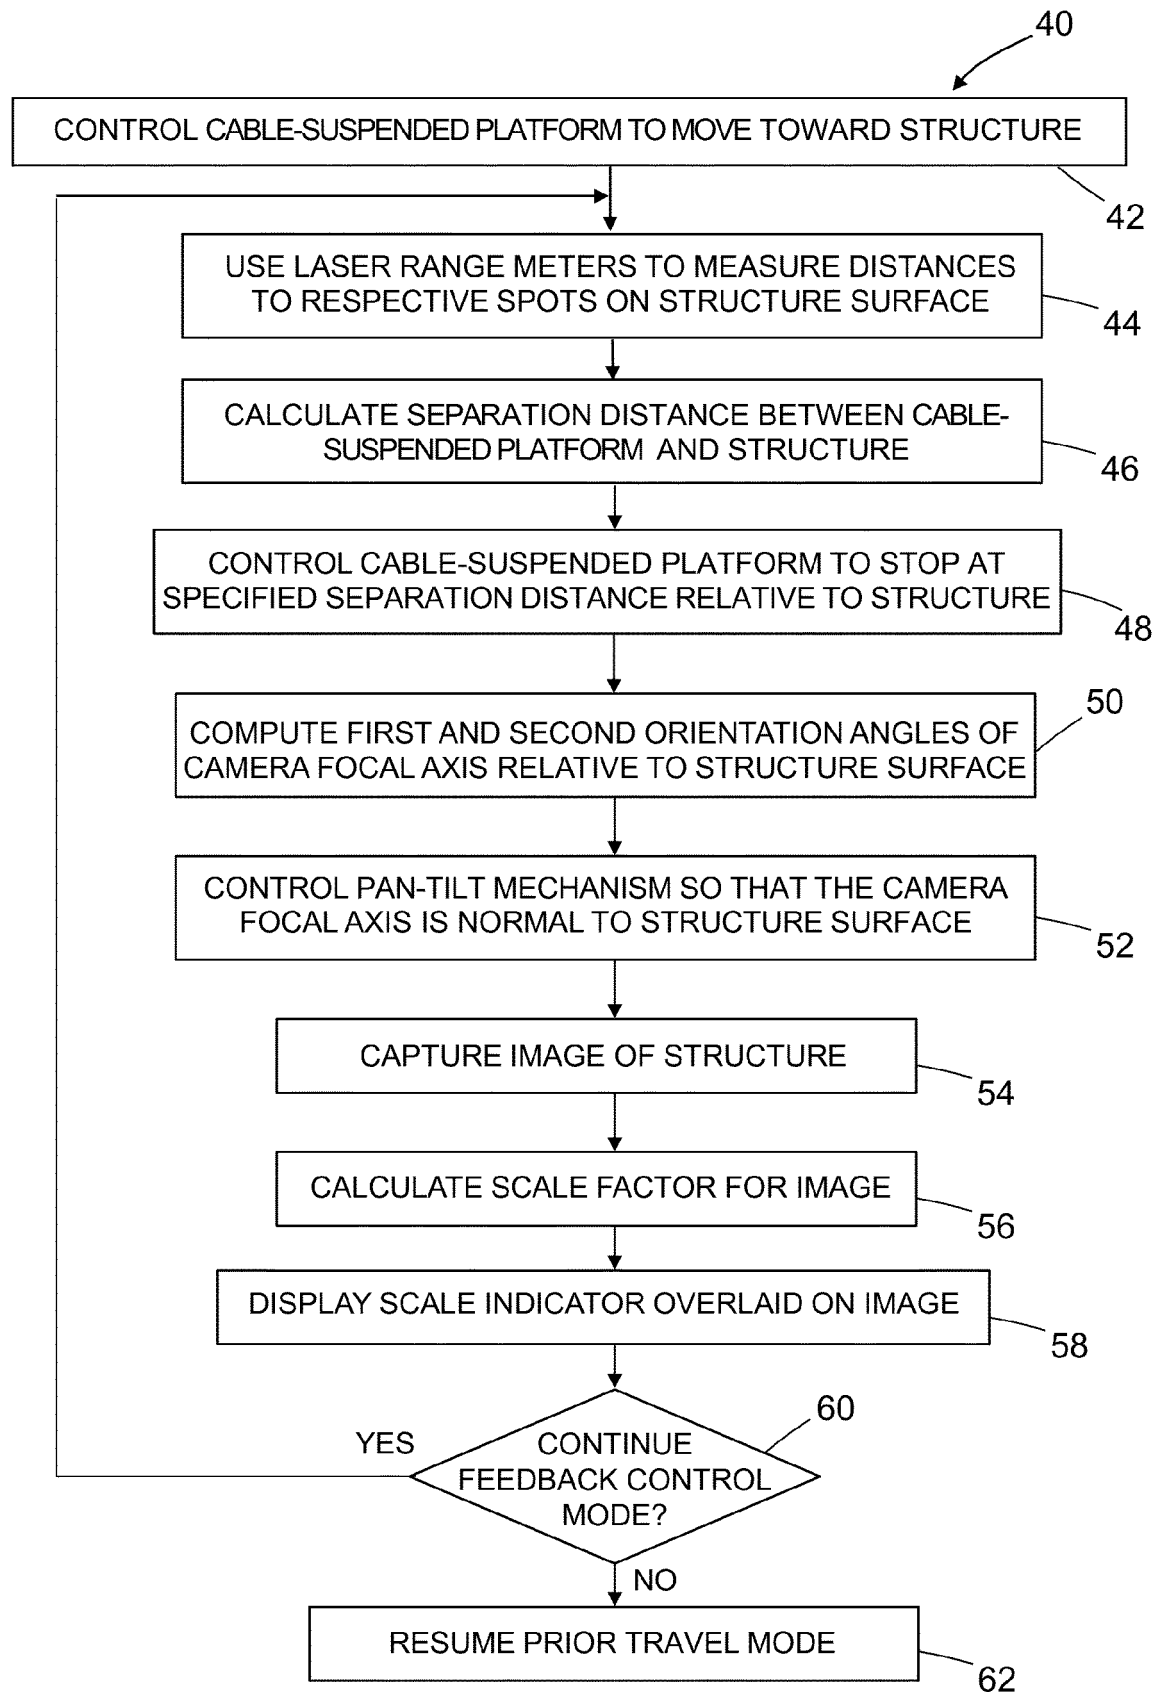 40
CONTROL CABLE-SUSPENDED PLATFORM TO MOVE TOWARD STRUCTURE
42
USE LASER RANGE METERS TO MEASURE DISTANCES
TO RESPECTIVE SPOTS ON STRUCTURE SURFACE
44
CALCULATE SEPARATION DISTANCE BETWEEN CABLE-
SUSPENDED PLATFORM AND STRUCTURE
46
CONTROL CABLE-SUSPENDED PLATFORM TO STOP AT
SPECIFIED SEPARATION DISTANCE RELATIVE TO STRUCTURE
48
50
COMPUTE FIRST AND SECOND ORIENTATION ANGLES OF
CAMERA FOCAL AXIS RELATIVE TO STRUCTURE SURFACE
CONTROL PAN-TILT MECHANISM SO THAT THE CAMERA
FOCAL AXIS IS NORMAL TO STRUCTURE SURFACE
52
CAPTURE IMAGE OF STRUCTURE
54
CALCULATE SCALE FACTOR FOR IMAGE
56
DISPLAY SCALE INDICATOR OVERLAID ON IMAGE
58
60
YES
CONTINUE
FEEDBACK CONTROL
MODE?
NO
RESUME PRIOR TRAVEL MODE
62